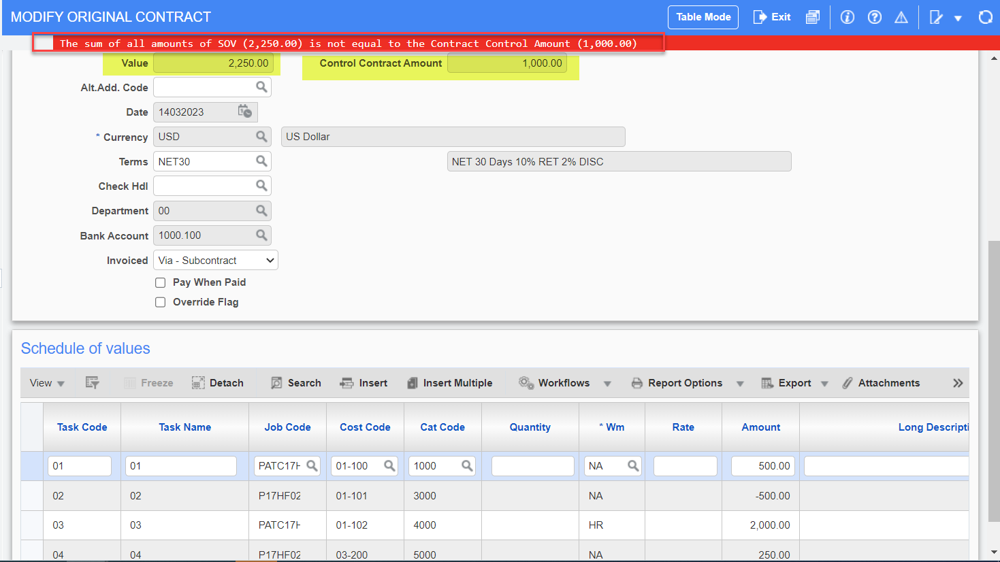 MODIFY ORIGINAL CONTRACT Table Mode Exit
The sum of all amounts of SOV (2,250.00) is not equal to the Contract Control Amount (1,000.00)
Value 2,250.00 Control Contract Amount 1,000.00
Alt.Add. Code
Date 14032023
* Currency USD US Dollar
Terms NET30 NET 30 Days 10% RET 2% DISC
Check Hdl
Department 00
Bank Account 1000.100
Invoiced Via - Subcontract
Pay When Paid
Override Flag
Schedule of values
View Freeze Detach Search Insert Insert Multiple Workflows Report Options Export Attachments
Task Code Task Name Job Code Cost Code Cat Code Quantity * Wm Rate Amount Long Descripti
01 01 PATC17H 01-100 1000 NA 500.00
02 02 P17HF02 01-101 3000 NA -500.00
03 03 PATC17H 01-102 4000 HR 2,000.00
04 04 P17HF02 03-200 5000 NA 250.00